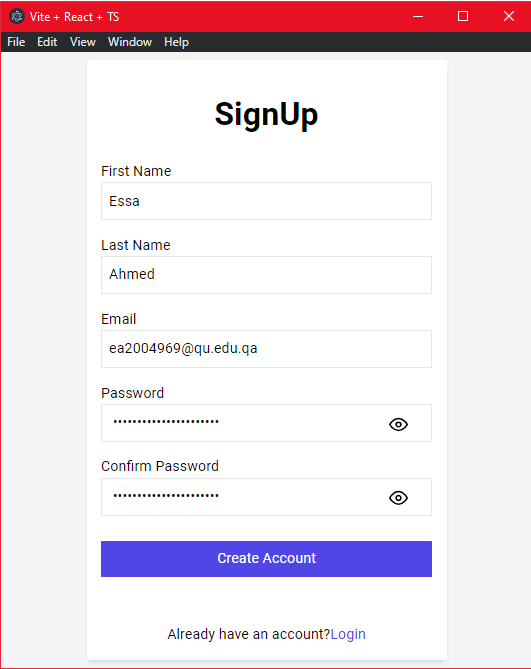 Vite + React + TS
File Edit View Window Help
SignUp
First Name
Essa
Last Name
Ahmed
Email
ea2004969@qu.edu.qa
Password
••••••••••••••••••••••
Confirm Password
••••••••••••••••••••••
Create Account
Already have an account?Login